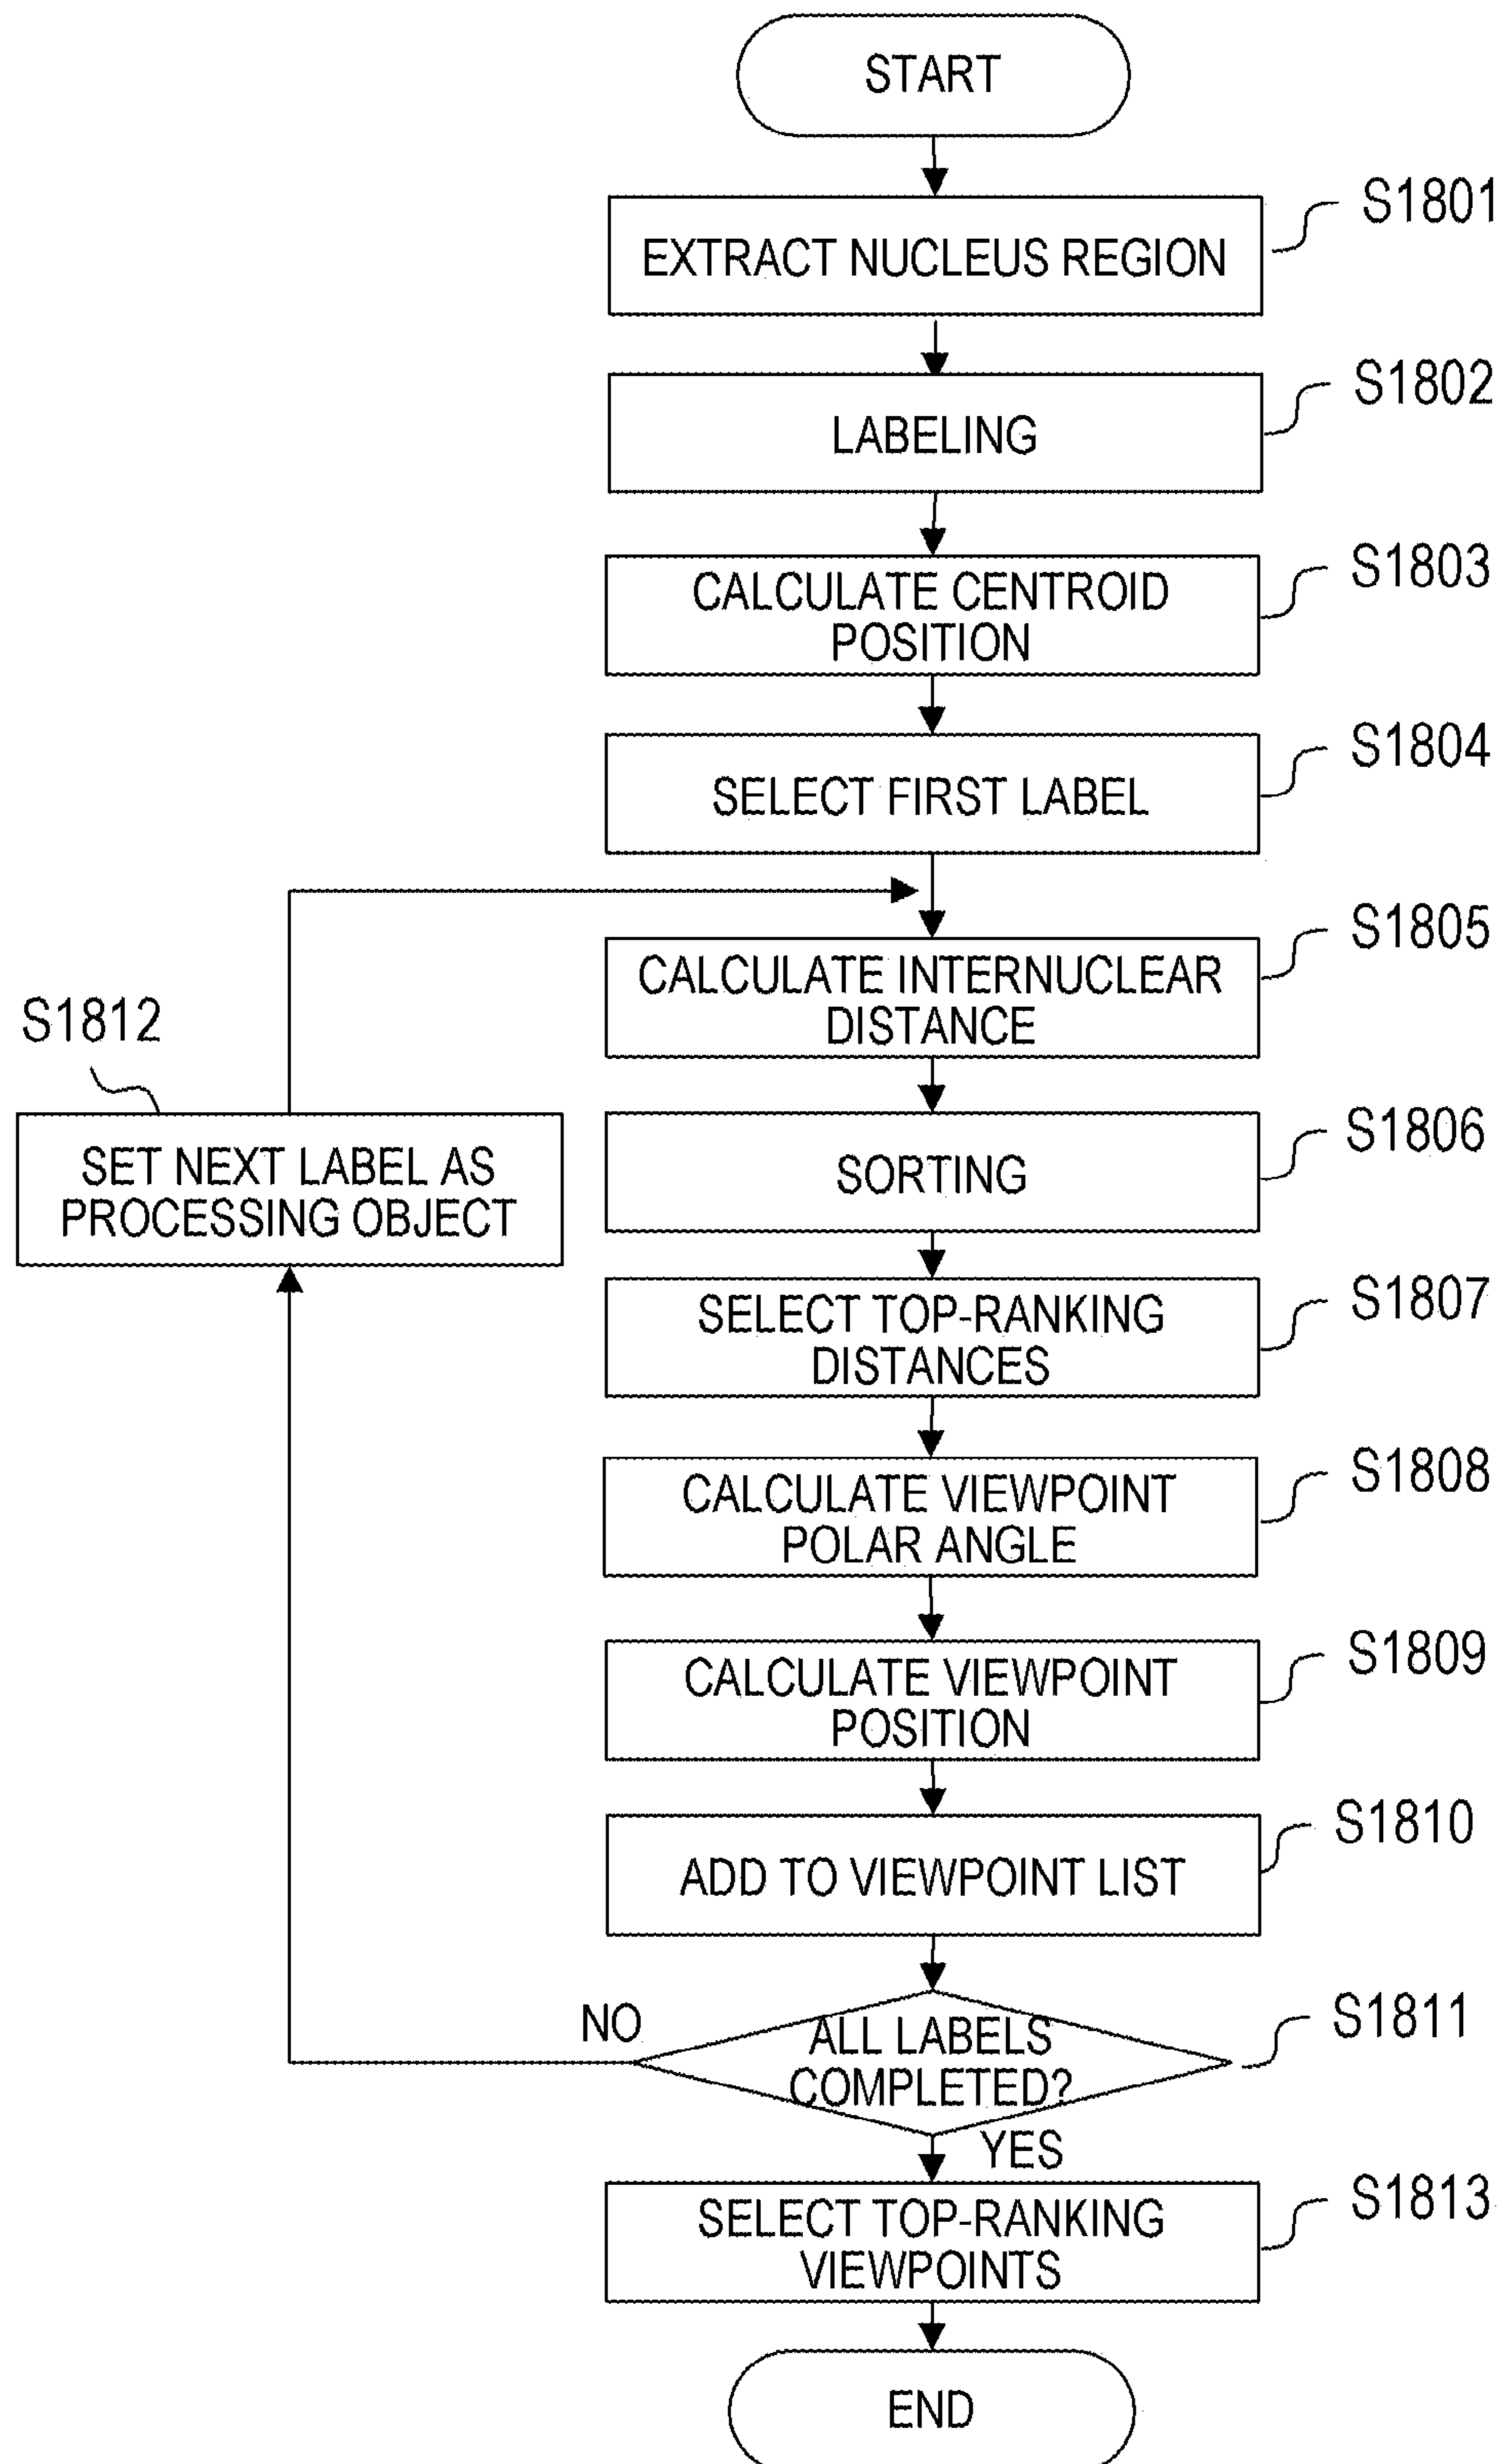 START
S1801
EXTRACT NUCLEUS REGION
S1802
LABELING
S1803
CALCULATE CENTROID
POSITION
S1804
SELECT FIRST LABEL
S1805
CALCULATE INTERNUCLEAR
DISTANCE
S1812
SET NEXT LABEL AS
PROCESSING OBJECT
S1806
SORTING
S1807
SELECT TOP-RANKING
DISTANCES
S1808
CALCULATE VIEWPOINT
POLAR ANGLE
S1809
CALCULATE VIEWPOINT
POSITION
S1810
ADD TO VIEWPOINT LIST
S1811
NO
ALL LABELS
COMPLETED?
YES
S1813
SELECT TOP-RANKING
VIEWPOINTS
END